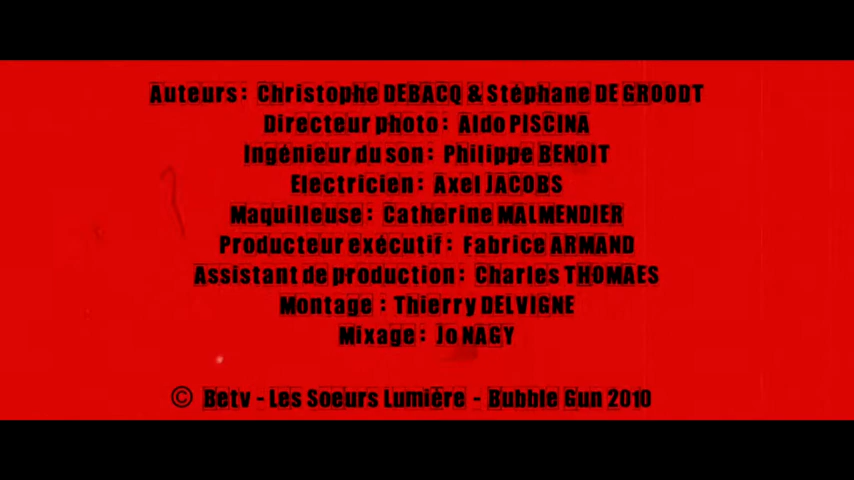 Auteurs : Christophe DEBACQ & Stéphane DE GROODT
Directeur photo : Aldo PISCINA
Ingénieur du son : Philippe BENOIT
Electricien : Axel JACOBS
Maquilleuse : Catherine MALMENDIER
Producteur exécutif : Fabrice ARMAND
Assistant de production : Charles THOMAES
Montage : Thierry DELVIGNE
Mixage : Jo NAGY
© Betv - Les Soeurs Lumière - Bubble Gun 2010